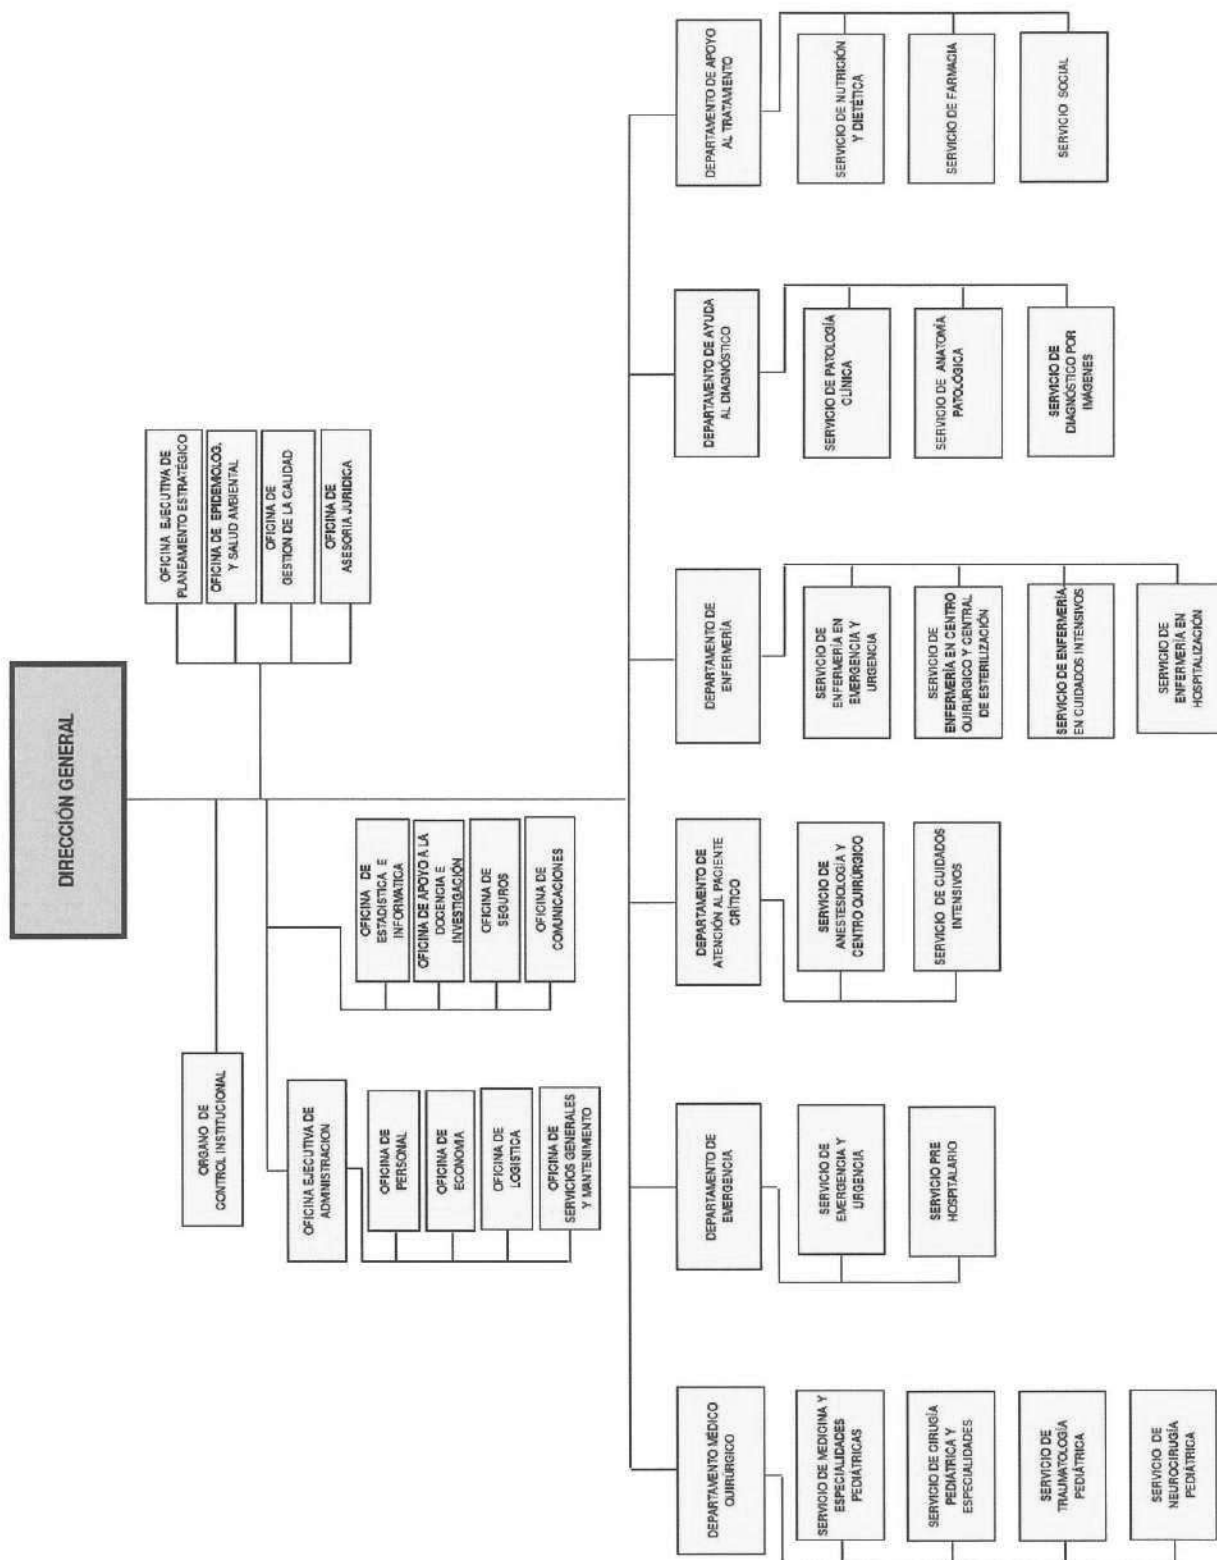 DIRECCIÓN GENERAL
ORGANO DE
CONTROL INSTITUCIONAL
OFICINA EJECUTIVA DE
PLANEAMIENTO ESTRATÉGICO
OFICINA DE EPIDEMIOLOG,
Y SALUD AMBIENTAL
OFICINA DE
GESTION DE LA CALIDAD
OFICINA DE
ASESORIA JURIDICA
OFICINA EJECUTIVA DE
ADMINISTRACION
OFICINA DE
PERSONAL
OFICINA DE
ECONOMIA
OFICINA DE
LOGISTICA
OFICINA DE
SERVICIOS GENERALES
Y MANTENIMIENTO
OFICINA DE
ESTADISTICA E
INFORMATICA
OFICINA DE APOYO A LA
DOCENCIA E
INVESTIGACIÓN
OFICINA DE
SEGUROS
OFICINA DE
COMUNICACIONES
DEPARTAMENTO MÉDICO
QUIRÚRGICO
SERVICIO DE MEDICINA Y
ESPECIALIDADES
PEDIÁTRICAS
SERVICIO DE CIRUGÍA
PEDIÁTRICA Y
ESPECIALIDADES
SERVICIO DE
TRAUMATOLOGÍA
PEDIÁTRICA
SERVICIO DE
NEUROCIRUGÍA
PEDIÁTRICA
DEPARTAMENTO DE
EMERGENCIA
SERVICIO DE
EMERGENCIA Y
URGENCIA
SERVICIO PRE
HOSPITALARIO
DEPARTAMENTO DE
ATENCIÓN AL PACIENTE
CRÍTICO
SERVICIO DE
ANESTESIOLOGÍA Y
CENTRO QUIRÚRGICO
SERVICIO DE CUIDADOS
INTENSIVOS
DEPARTAMENTO DE
ENFERMERÍA
SERVICIO DE
ENFERMERÍA EN
EMERGENCIA Y
URGENCIA
SERVICIO DE
ENFERMERÍA EN CENTRO
QUIRÚRGICO Y CENTRAL
DE ESTERILIZACIÓN
SERVICIO DE ENFERMERÍA
EN CUIDADOS INTENSIVOS
SERVICIO DE
ENFERMERÍA EN
HOSPITALIZACIÓN
DEPARTAMENTO DE AYUDA
AL DIAGNÓSTICO
SERVICIO DE PATOLOGÍA
CLÍNICA
SERVICIO DE ANATOMÍA
PATOLÓGICA
SERVICIO DE
DIAGNÓSTICO POR
IMÁGENES
DEPARTAMENTO DE APOYO
AL TRATAMIENTO
SERVICIO DE NUTRICIÓN
Y DIETÉTICA
SERVICIO DE FARMACIA
SERVICIO SOCIAL